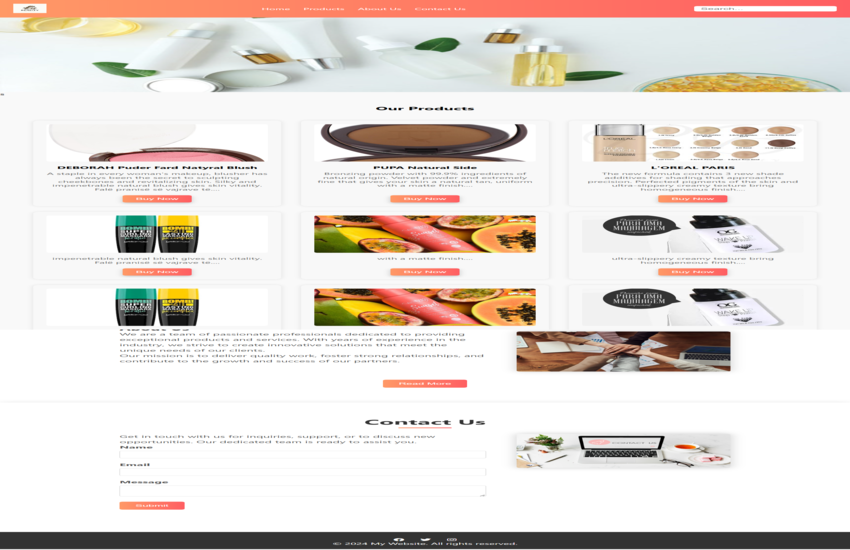 Home Products About Us Contact Us Search
Our Products
DEBORAH Puder Fard Natyral Blush
A staple in every woman's makeup, blusher has
always been the secret to sculpting
cheekbones and revitalizing skin. Silky and
impenetrable natural blush gives skin vitality.
Falë pranisë së vajrave te....
Buy Now
PUPA Natural Side
Bronzing powder with 99.9% ingredients of
natural origin. Velvet powder and extremely
fine that gives your skin a natural tan, uniform
with a matte finish....
Buy Now
L'OREAL PARIS
The new formula contains 3 new shade
additives for shading that approaches
precision. Perfected pigments of the skin and
ultra-slippery creamy texture bring
homogeneous finish....
Buy Now
impenetrable natural blush gives skin vitality.
Falë pranisë së vajrave te....
Buy Now
with a matte finish....
Buy Now
ultra-slippery creamy texture bring
homogeneous finish....
Buy Now
We are a team of passionate professionals dedicated to providing
exceptional products and services. With years of experience in the
industry, we strive to create innovative solutions that meet the
unique needs of our clients.
Our mission is to deliver quality work, foster strong relationships, and
contribute to the growth and success of our partners.
Read More
Contact Us
Get in touch with us for inquiries, support, or to discuss new
opportunities. Our dedicated team is ready to assist you.
Name
Email
Message
Submit
contact us
© 2024 My Website. All rights reserved.